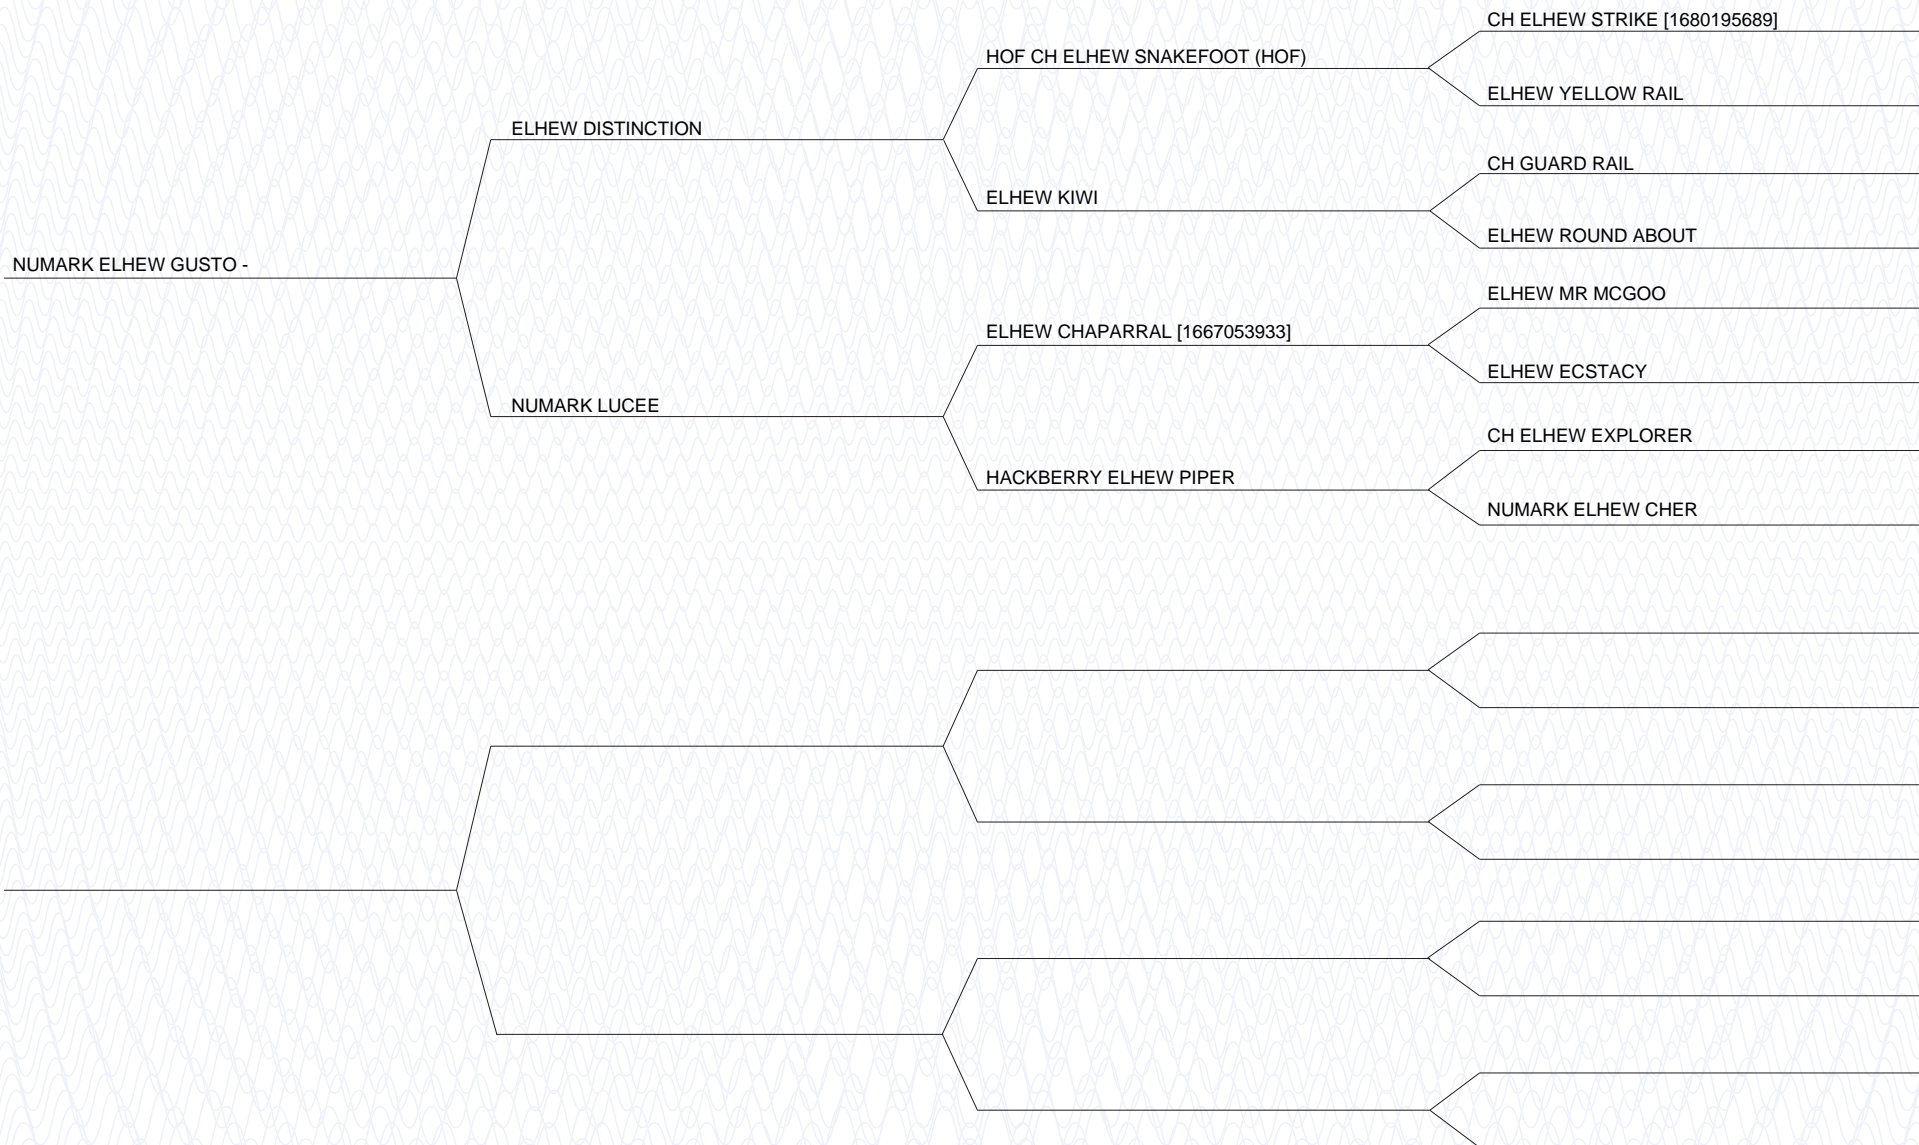 CH ELHEW STRIKE [1680195689]
HOF CH ELHEW SNAKEFOOT (HOF)
ELHEW YELLOW RAIL
ELHEW DISTINCTION
CH GUARD RAIL
ELHEW KIWI
ELHEW ROUND ABOUT
NUMARK ELHEW GUSTO -
ELHEW MR MCGOO
ELHEW CHAPARRAL [1667053933]
ELHEW ECSTACY
NUMARK LUCEE
CH ELHEW EXPLORER
HACKBERRY ELHEW PIPER
NUMARK ELHEW CHER